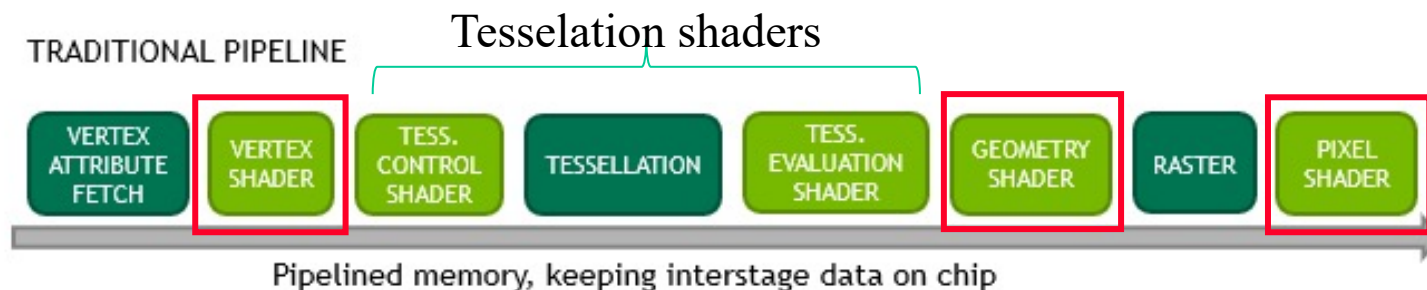 Tesselation shaders
TRADITIONAL PIPELINE
VERTEX
ATTRIBUTE
FETCH
VERTEX
SHADER
TESS.
CONTROL
SHADER
TESSELLATION
TESS.
EVALUATION
SHADER
GEOMETRY
SHADER
RASTER
PIXEL
SHADER
Pipelined memory, keeping interstage data on chip